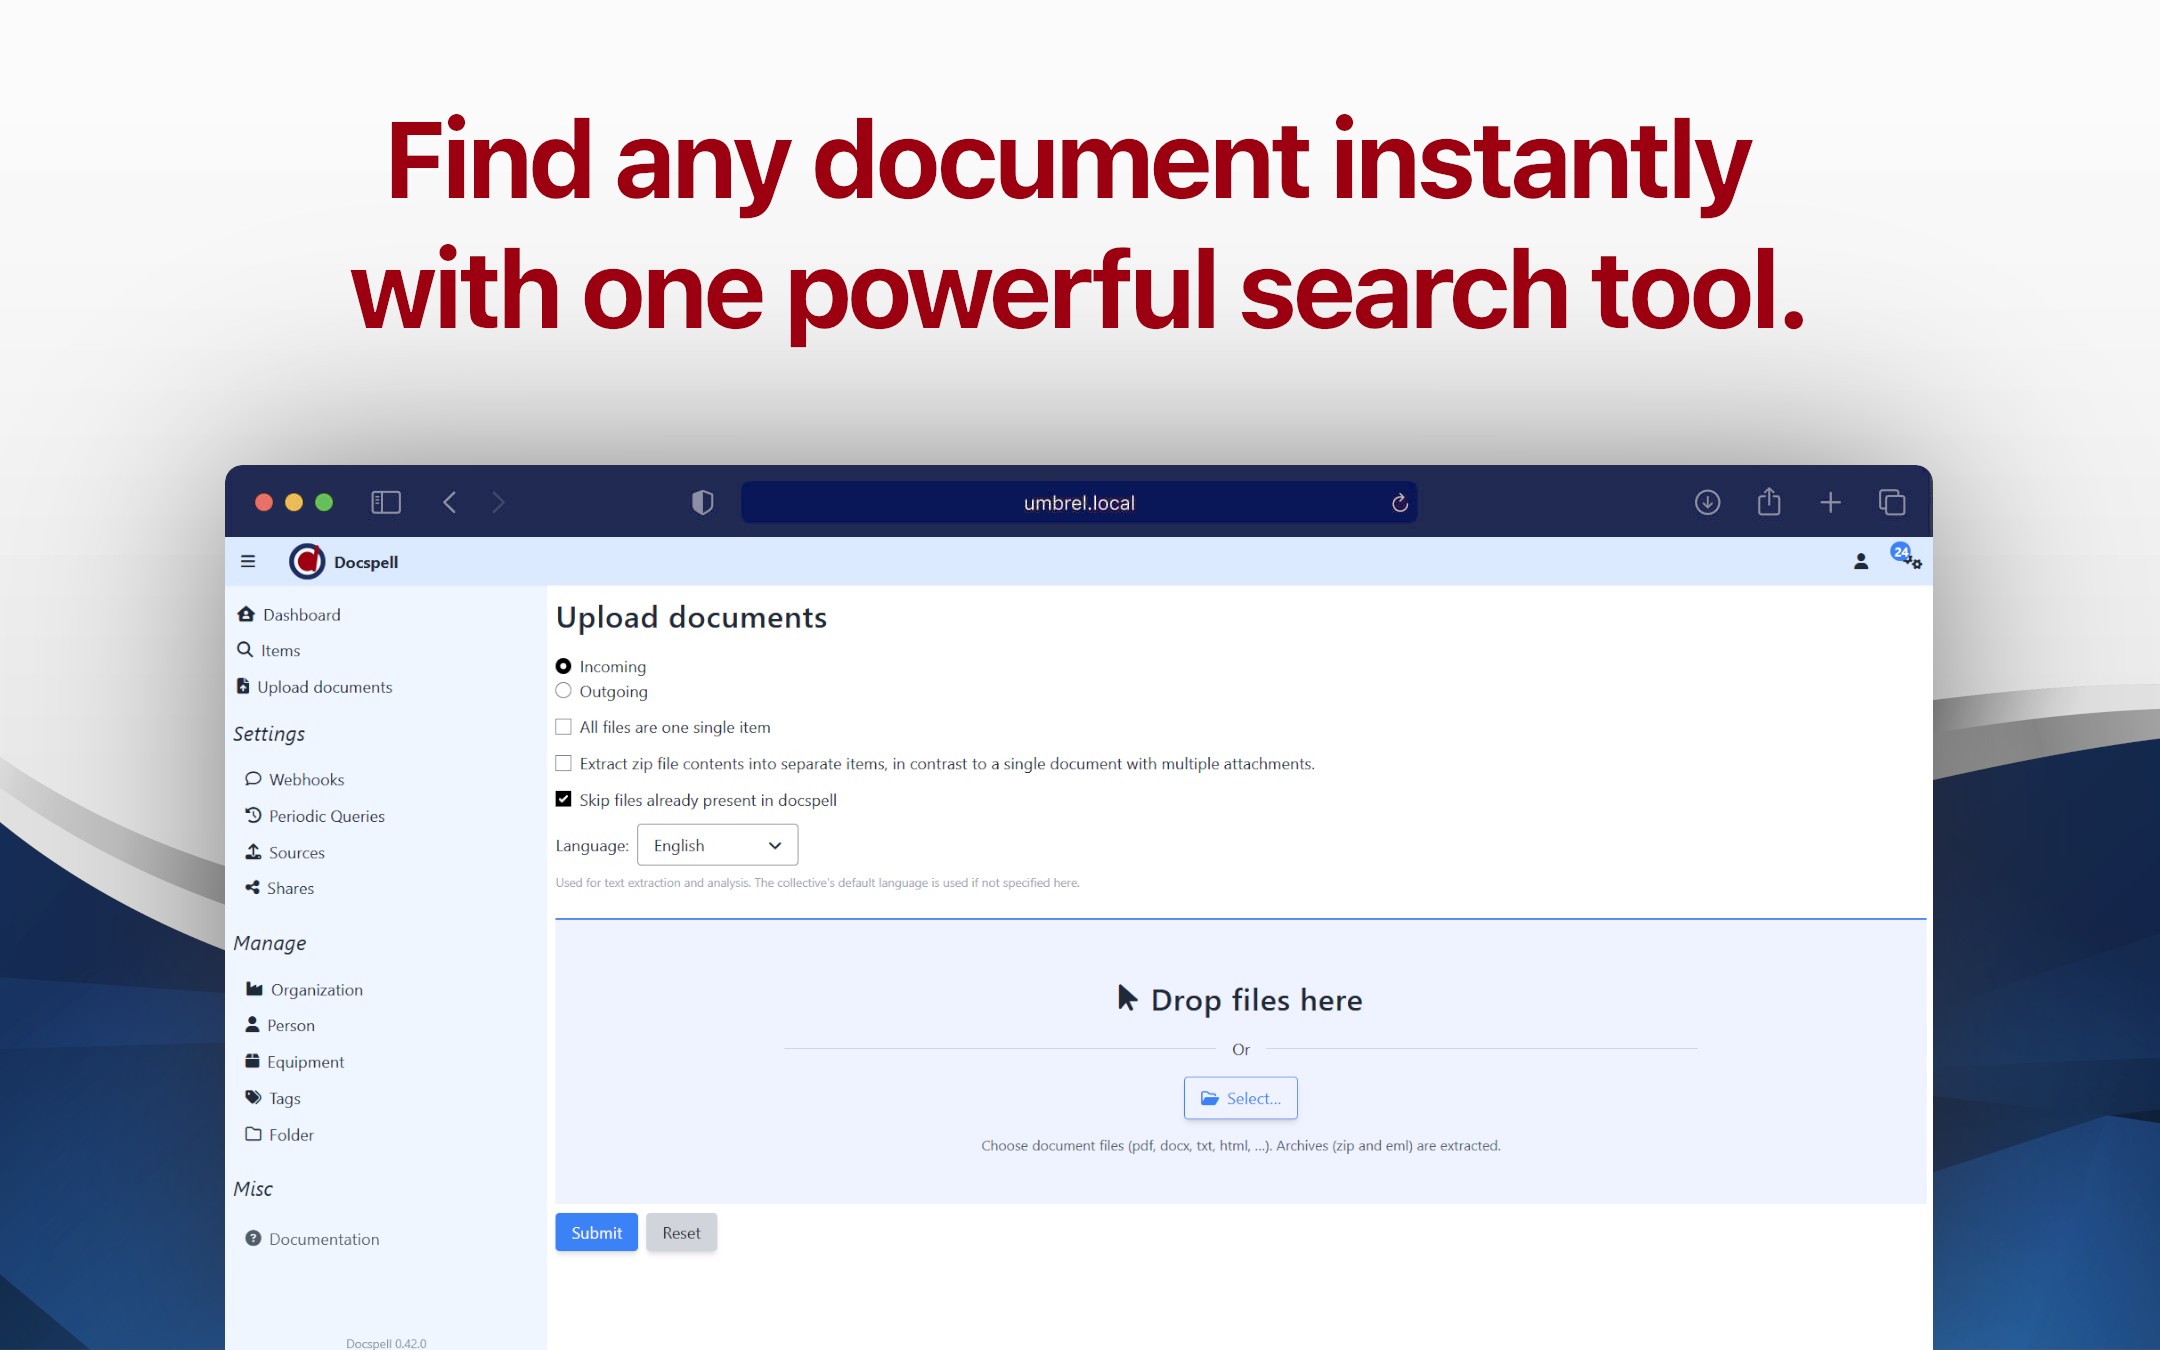 Find any document instantly
with one powerful search tool.
umbrel.local
Docspell
24
Dashboard
Items
Upload documents
Settings
Webhooks
Periodic Queries
Sources
Shares
Manage
Organization
Person
Equipment
Tags
Folder
Misc
Documentation
Docspell 0.42.0
Upload documents
Incoming
Outgoing
All files are one single item
Extract zip file contents into separate items, in contrast to a single document with multiple attachments.
Skip files already present in docspell
Language: English
Used for text extraction and analysis. The collective's default language is used if not specified here.
Drop files here
Or
Select...
Choose document files (pdf, docx, txt, html, ...). Archives (zip and eml) are extracted.
Submit Reset